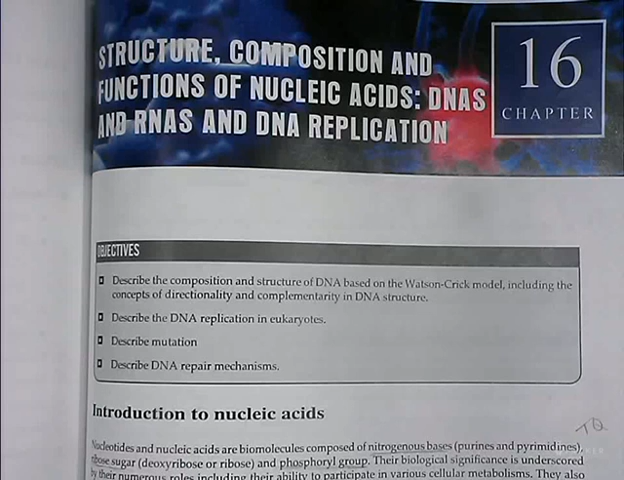 STRUCTURE, COMPOSITION AND
FUNCTIONS OF NUCLEIC ACIDS: DNAS
AND RNAS AND DNA REPLICATION
16
CHAPTER
OBJECTIVES
Describe the composition and structure of DNA based on the Watson-Crick model, including the
concepts of directionality and complementarity in DNA structure.
Describe the DNA replication in eukaryotes.
Describe mutation
Describe DNA repair mechanisms.
Introduction to nucleic acids
Nucleotides and nucleic acids are biomolecules composed of nitrogenous bases (purines and pyrimidines),
ribose sugar (deoxyribose or ribose) and phosphoryl group. Their biological significance is underscored
by their numerous roles including their ability to participate in various cellular metabolisms. They also